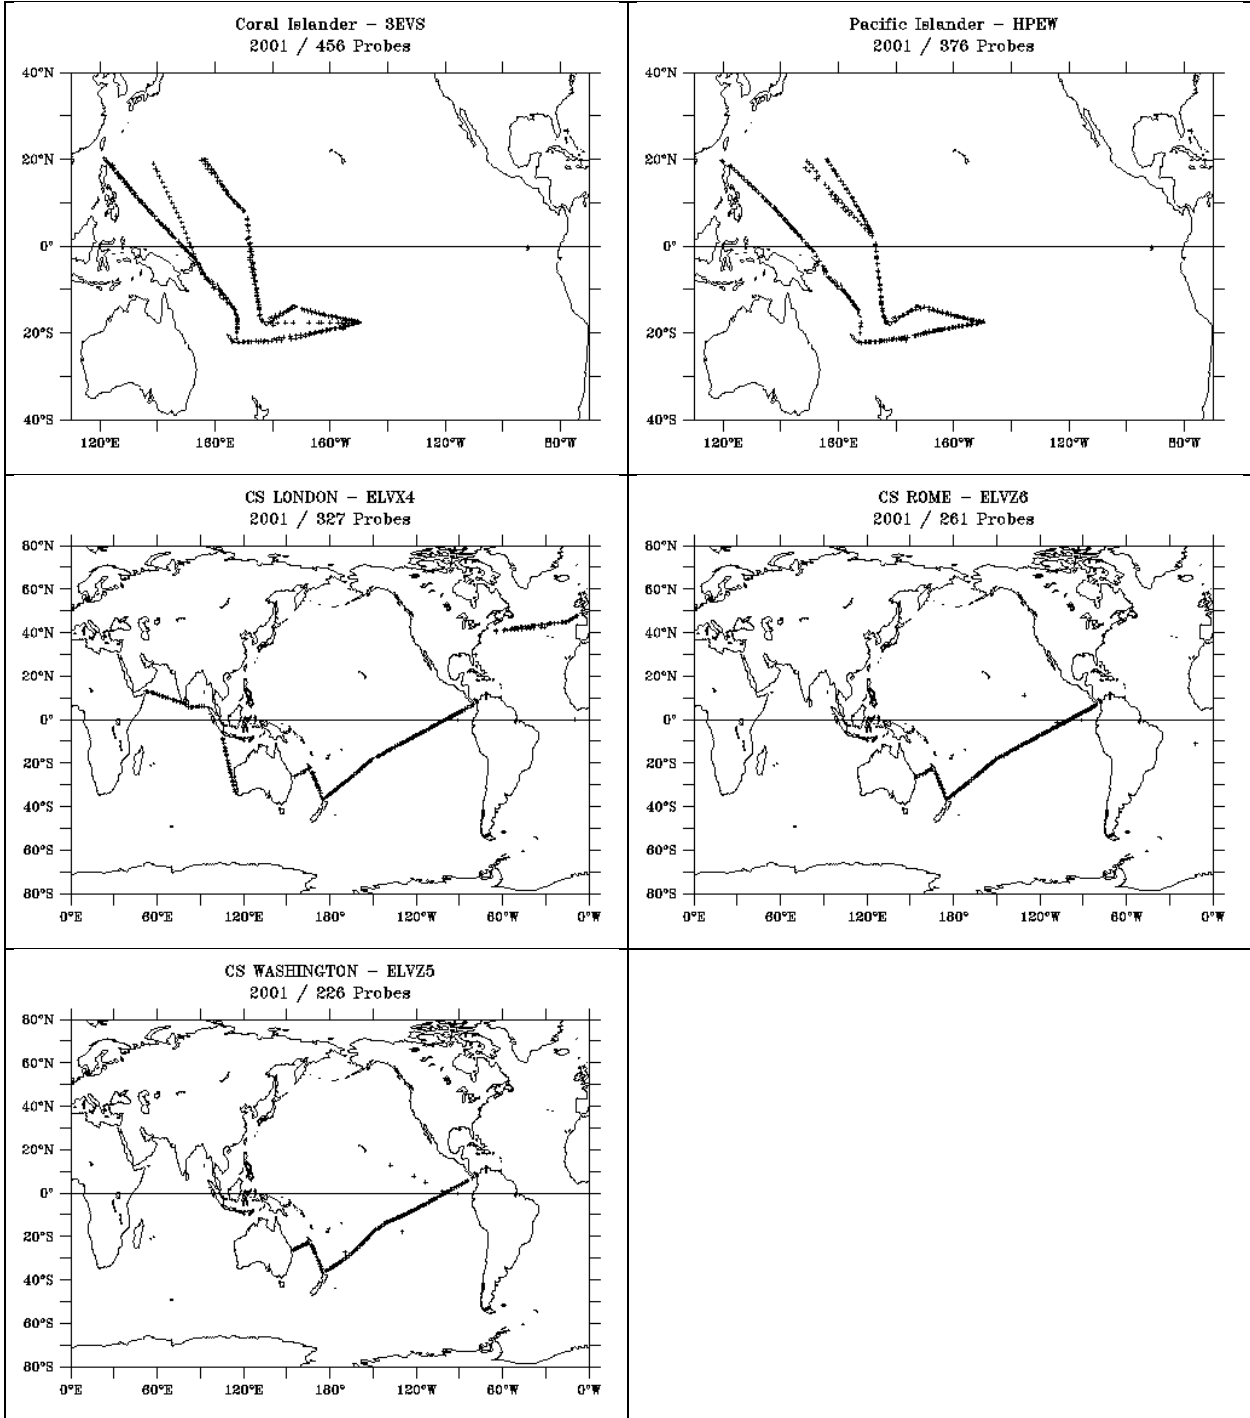 Coral Islander – 3EVS
2001 / 456 Probes
40°N
20°N
0°
20°S
40°S
120°E 160°E 160°W 120°W 80°W
Pacific Islander – HPEW
2001 / 376 Probes
40°N
20°N
0°
20°S
40°S
120°E 160°E 160°W 120°W 80°W
CS LONDON – ELVX4
2001 / 327 Probes
80°N
60°N
40°N
20°N
0°
20°S
40°S
60°S
80°S
0°E 60°E 120°E 180° 120°W 60°W 0°W
CS ROME – ELVZ6
2001 / 261 Probes
80°N
60°N
40°N
20°N
0°
20°S
40°S
60°S
80°S
0°E 60°E 120°E 180° 120°W 60°W 0°W
CS WASHINGTON – ELVZ5
2001 / 226 Probes
80°N
60°N
40°N
20°N
0°
20°S
40°S
60°S
80°S
0°E 60°E 120°E 180° 120°W 60°W 0°W